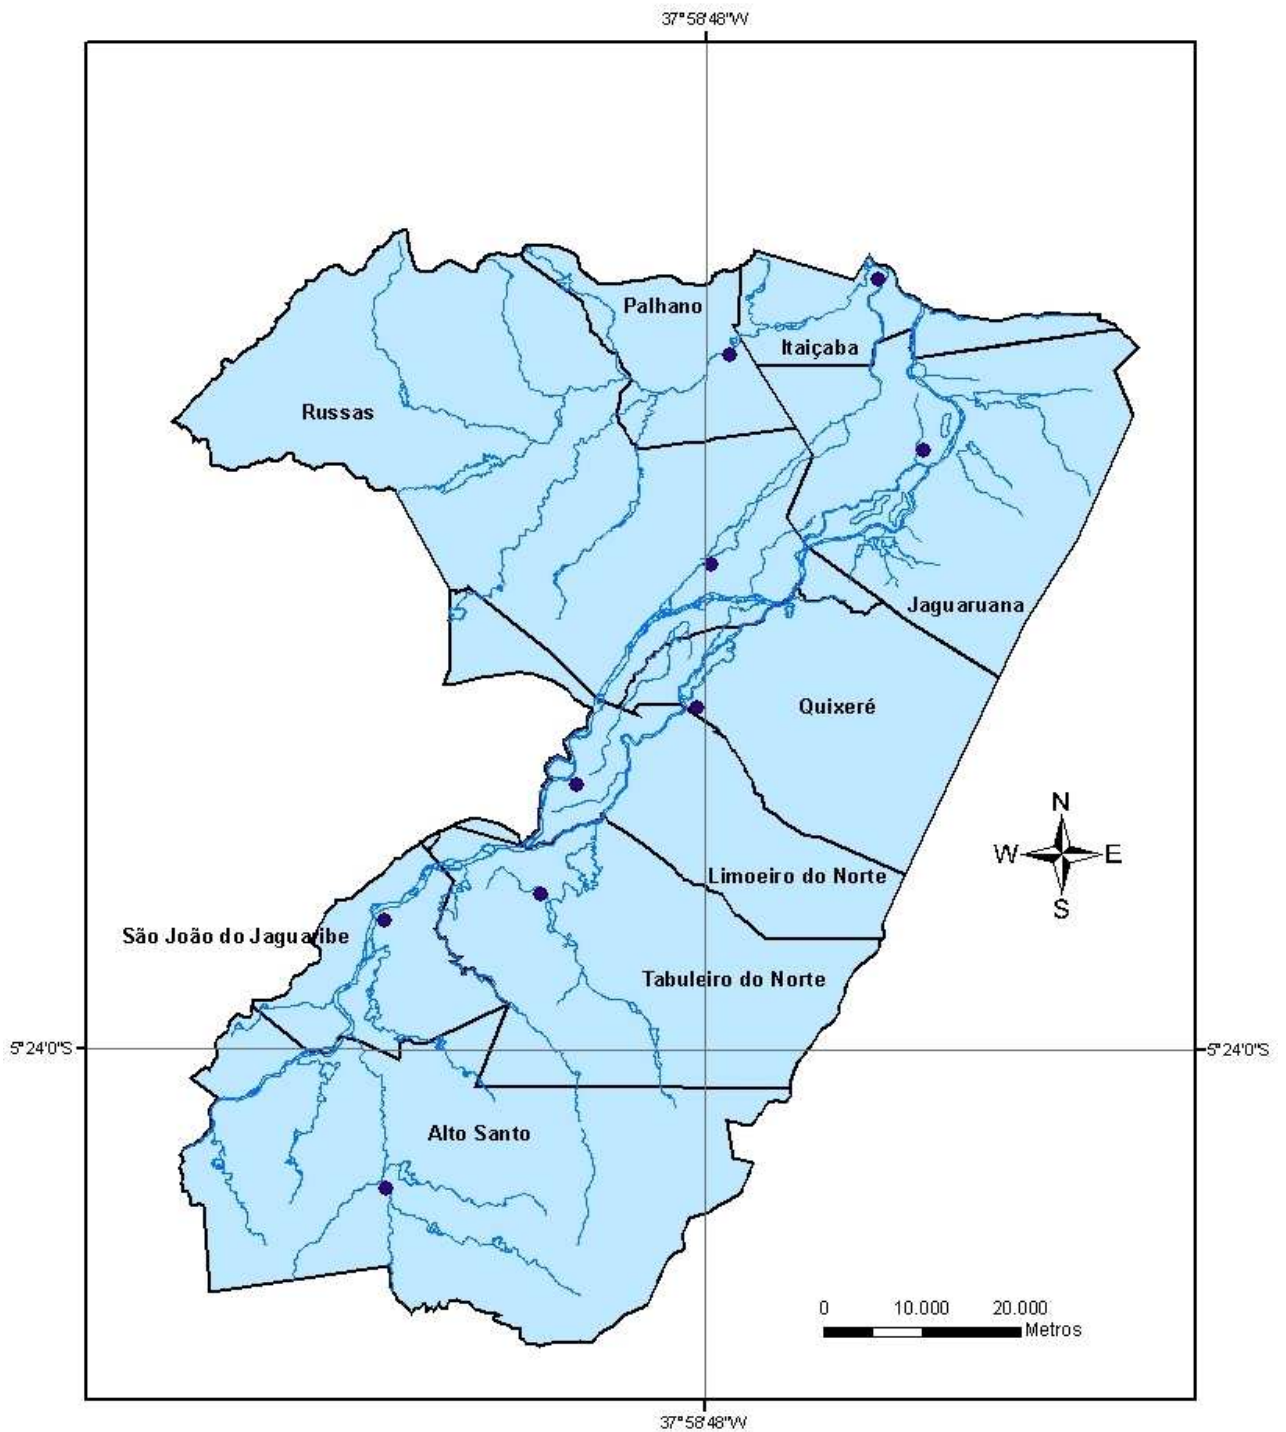 37°58'48"W
Palhano
Itaiçaba
Russas
Jaguaruana
Quixeré
N
W E
S
Limoeiro do Norte
São João do Jaguaribe
Tabuleiro do Norte
5°24'0"S
5°24'0"S
Alto Santo
0 10.000 20.000
Metros
37°58'48"W